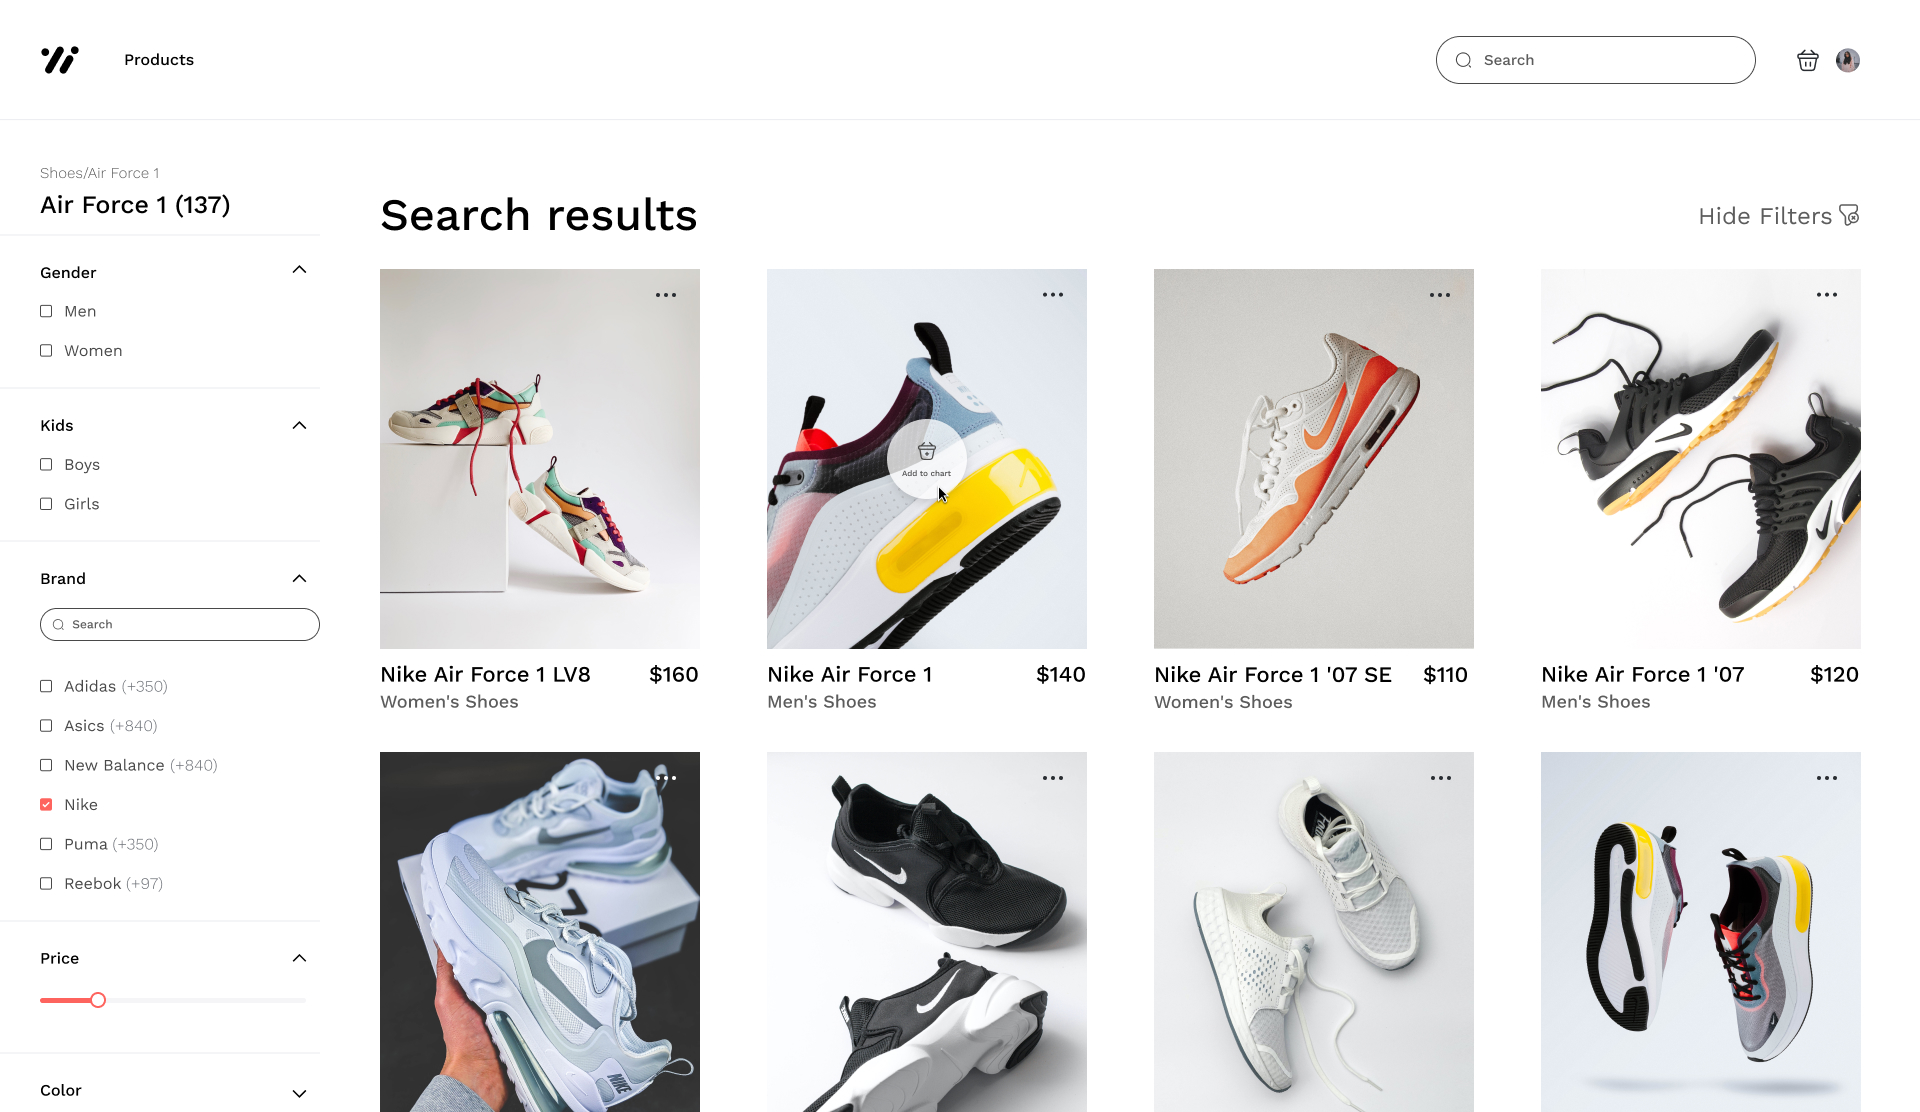 Products
Search
Shoes/Air Force 1
Air Force 1 (137)
Search results
Hide Filters
Gender
Men
Women
Kids
Boys
Girls
Brand
Search
Adidas (+350)
Asics (+840)
New Balance (+840)
Nike
Puma (+350)
Reebok (+97)
Price
Color
Add to chart
Nike Air Force 1 LV8 $160
Women's Shoes
Nike Air Force 1 $140
Men's Shoes
Nike Air Force 1 '07 SE $110
Women's Shoes
Nike Air Force 1 '07 $120
Men's Shoes
NIKE